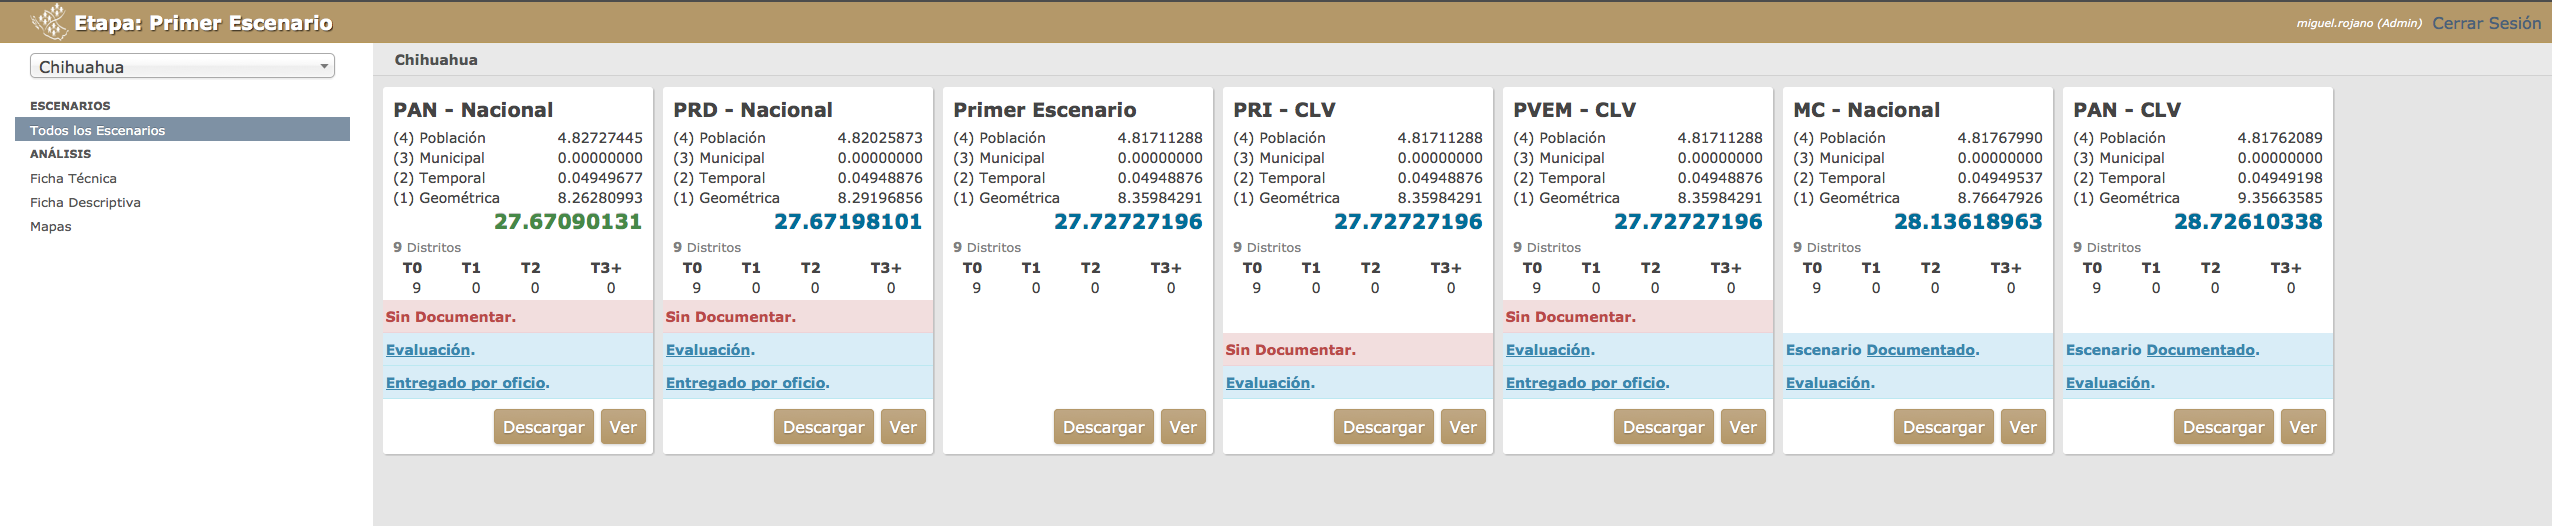 Etapa: Primer Escenario
miguel.rojano (Admin) Cerrar Sesión
Chihuahua
ESCENARIOS
Todos los Escenarios
ANÁLISIS
Ficha Técnica
Ficha Descriptiva
Mapas
Chihuahua
PAN - Nacional
(4) Población 4.82727445
(3) Municipal 0.00000000
(2) Temporal 0.04949677
(1) Geométrica 8.26280993
27.67090131
9 Distritos
T0 T1 T2 T3+
9 0 0 0
Sin Documentar.
Evaluación.
Entregado por oficio.
Descargar Ver
PRD - Nacional
(4) Población 4.82025873
(3) Municipal 0.00000000
(2) Temporal 0.04948876
(1) Geométrica 8.29196856
27.67198101
9 Distritos
T0 T1 T2 T3+
9 0 0 0
Sin Documentar.
Evaluación.
Entregado por oficio.
Descargar Ver
Primer Escenario
(4) Población 4.81711288
(3) Municipal 0.00000000
(2) Temporal 0.04948876
(1) Geométrica 8.35984291
27.72727196
9 Distritos
T0 T1 T2 T3+
9 0 0 0
Descargar Ver
PRI - CLV
(4) Población 4.81711288
(3) Municipal 0.00000000
(2) Temporal 0.04948876
(1) Geométrica 8.35984291
27.72727196
9 Distritos
T0 T1 T2 T3+
9 0 0 0
Sin Documentar.
Evaluación.
Descargar Ver
PVEM - CLV
(4) Población 4.81711288
(3) Municipal 0.00000000
(2) Temporal 0.04948876
(1) Geométrica 8.35984291
27.72727196
9 Distritos
T0 T1 T2 T3+
9 0 0 0
Sin Documentar.
Evaluación.
Entregado por oficio.
Descargar Ver
MC - Nacional
(4) Población 4.81767990
(3) Municipal 0.00000000
(2) Temporal 0.04949537
(1) Geométrica 8.76647926
28.13618963
9 Distritos
T0 T1 T2 T3+
9 0 0 0
Escenario Documentado.
Evaluación.
Descargar Ver
PAN - CLV
(4) Población 4.81762089
(3) Municipal 0.00000000
(2) Temporal 0.04949198
(1) Geométrica 9.35663585
28.72610338
9 Distritos
T0 T1 T2 T3+
9 0 0 0
Escenario Documentado.
Evaluación.
Descargar Ver